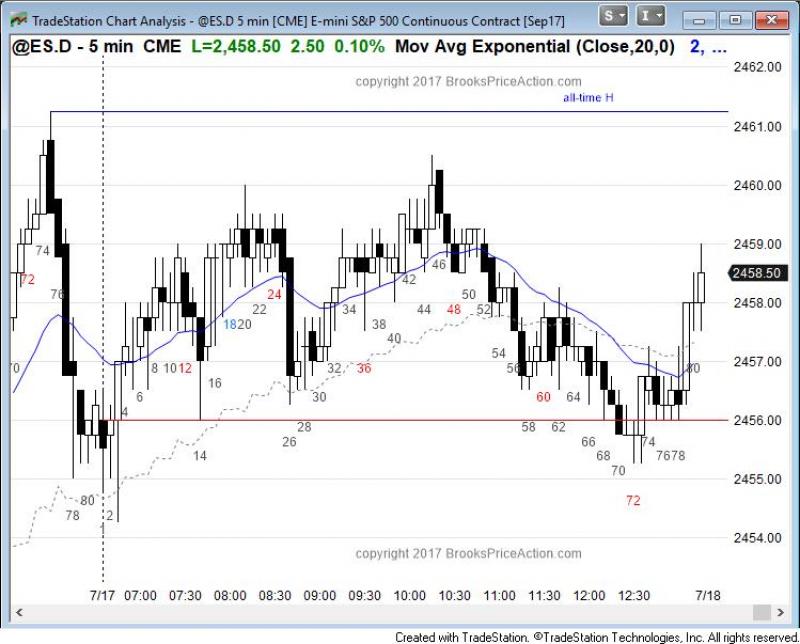 TradeStation Chart Analysis - @ES.D 5 min [CME] E-mini S&P 500 Continuous Contract [Sep17]
S I
@ES.D - 5 min CME L=2,458.50 2.50 0.10% Mov Avg Exponential (Close,20,0) 2, ...
2462.00
copyright 2017 BrooksPriceAction.com
all-time H
2461.00
2460.00
74 2459.00
46
72 42 2458.50
76 24 50
22 34 44 48 52 2458.00
18 20 38
40
54
70 8 10 12 32 36 56 80 2457.00
16
6 30 60 64
4 2456.00
28 58 62
26 66 74
14 68 76 78
70
80 72 2455.00
78 2
2454.00
copyright 2017 BrooksPriceAction.com
7/17 07:00 07:30 08:00 08:30 09:00 09:30 10:00 10:30 11:00 11:30 12:00 12:30 7/18
Created with TradeStation. ©TradeStation Technologies, Inc. All rights reserved.